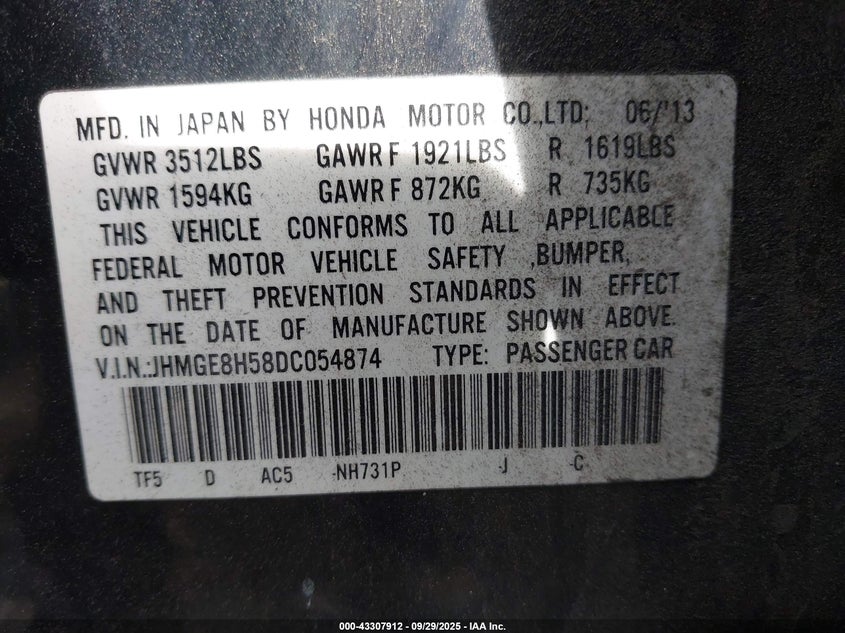 MFD. IN JAPAN BY HONDA MOTOR CO.,LTD; 06/'13
GVWR 3512LBS GAWR F 1921LBS R 1619LBS
GVWR 1594KG GAWR F 872KG R 735KG
THIS VEHICLE CONFORMS TO ALL APPLICABLE
FEDERAL MOTOR VEHICLE SAFETY ,BUMPER,
AND THEFT PREVENTION STANDARDS IN EFFECT
ON THE DATE OF MANUFACTURE SHOWN ABOVE.
V.I.N.:JHMGE8H58DC054874 TYPE: PASSENGER CAR
TF5 D AC5 -NH731P -J -C
000-43307912 - 09/29/2025 - IAA Inc.